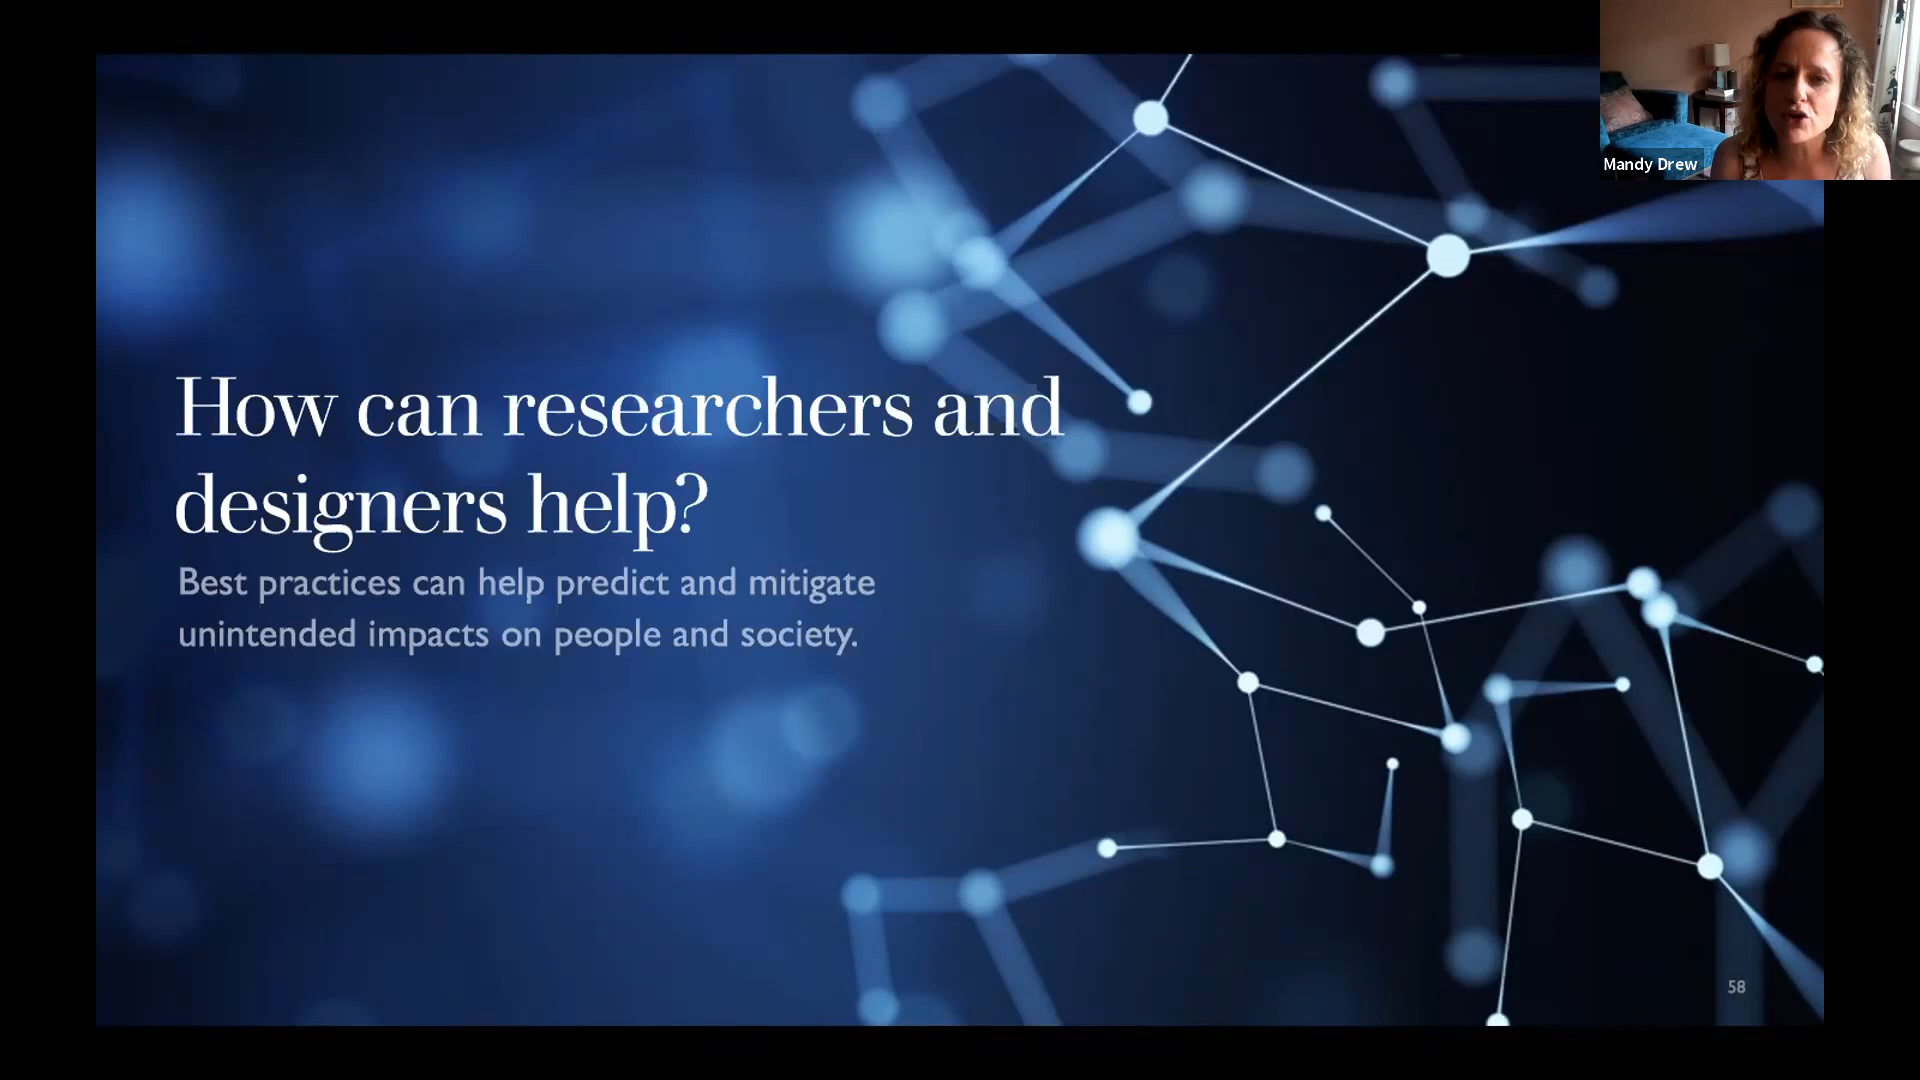 Mandy Drew
How can researchers and
designers help?
Best practices can help predict and mitigate
unintended impacts on people and society.
58